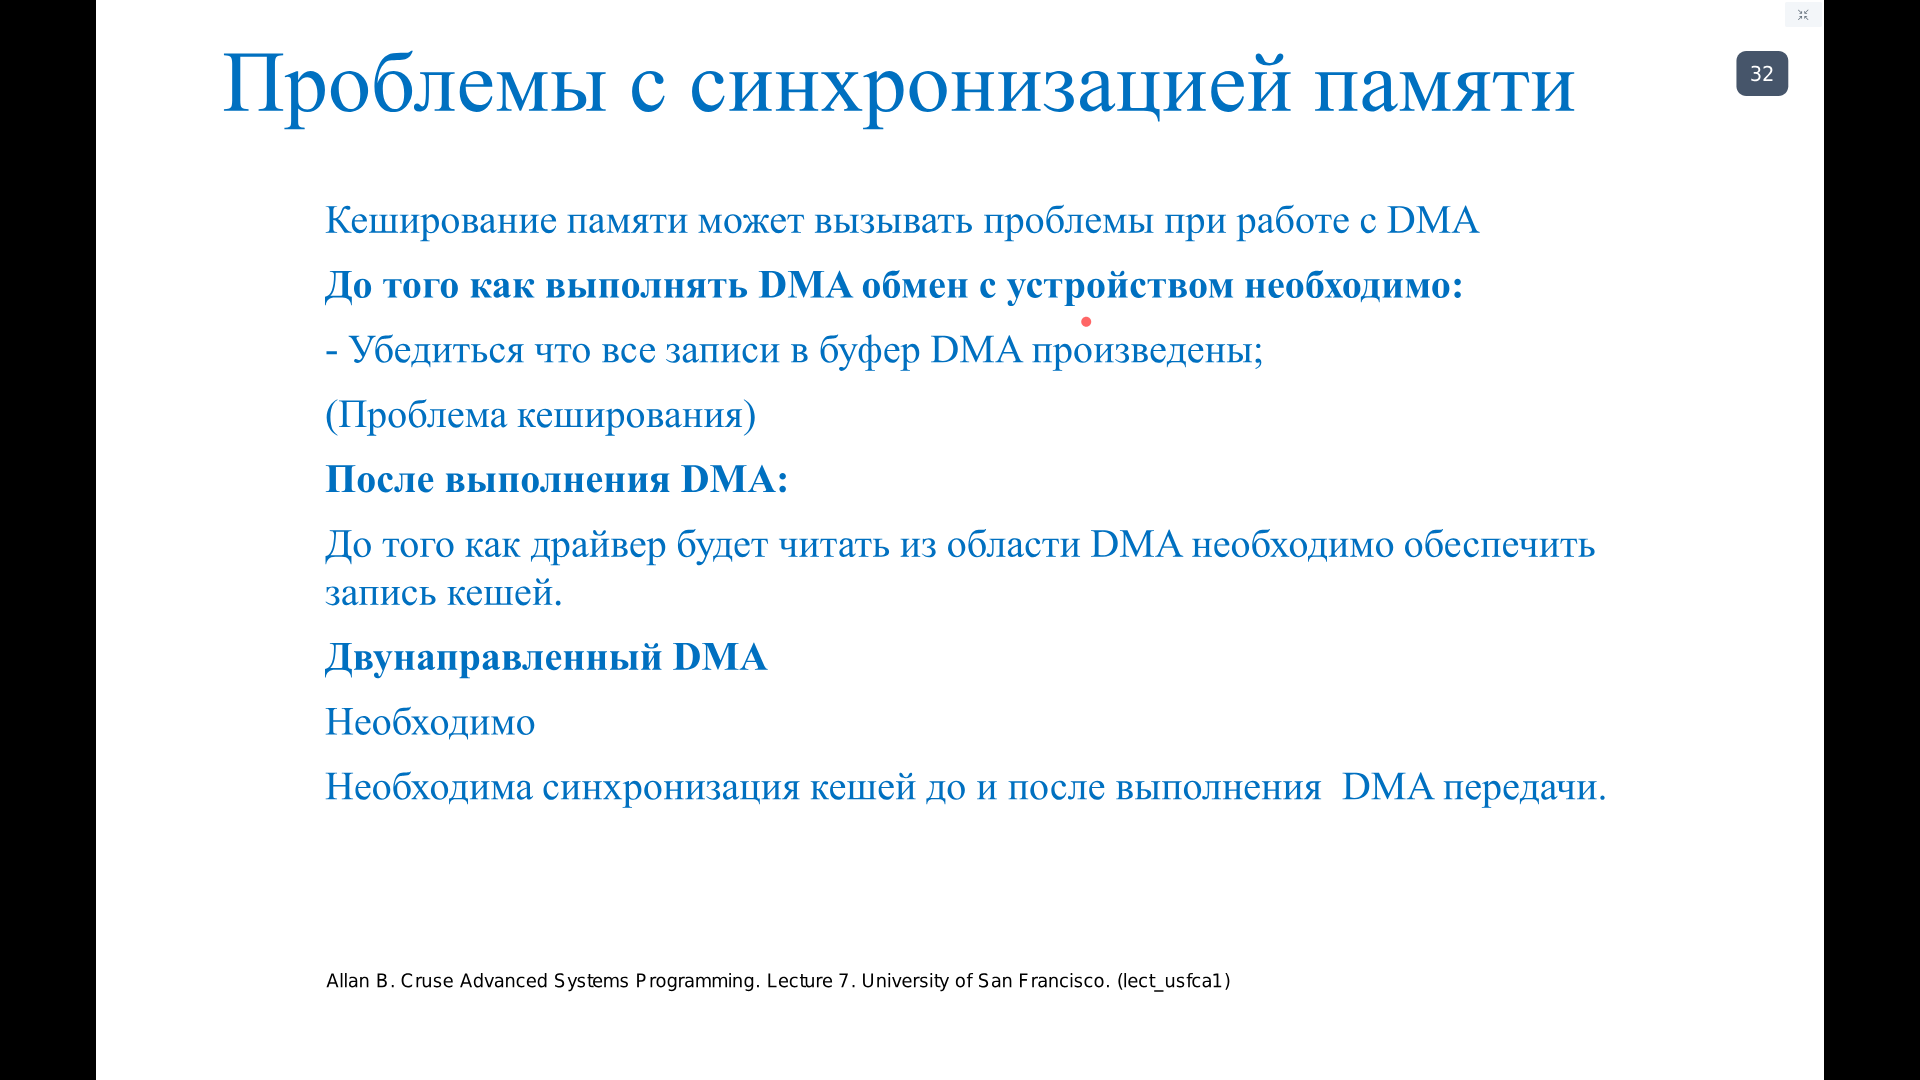 Проблемы с синхронизацией памяти
32
Кеширование памяти может вызывать проблемы при работе с DMA
До того как выполнять DMA обмен с устройством необходимо:
- Убедиться что все записи в буфер DMA произведены;
(Проблема кеширования)
После выполнения DMA:
До того как драйвер будет читать из области DMA необходимо обеспечить
запись кешей.
Двунаправленный DMA
Необходимо
Необходима синхронизация кешей до и после выполнения  DMA передачи.
Allan B. Cruse Advanced Systems Programming. Lecture 7. University of San Francisco. (lect_usfca1)